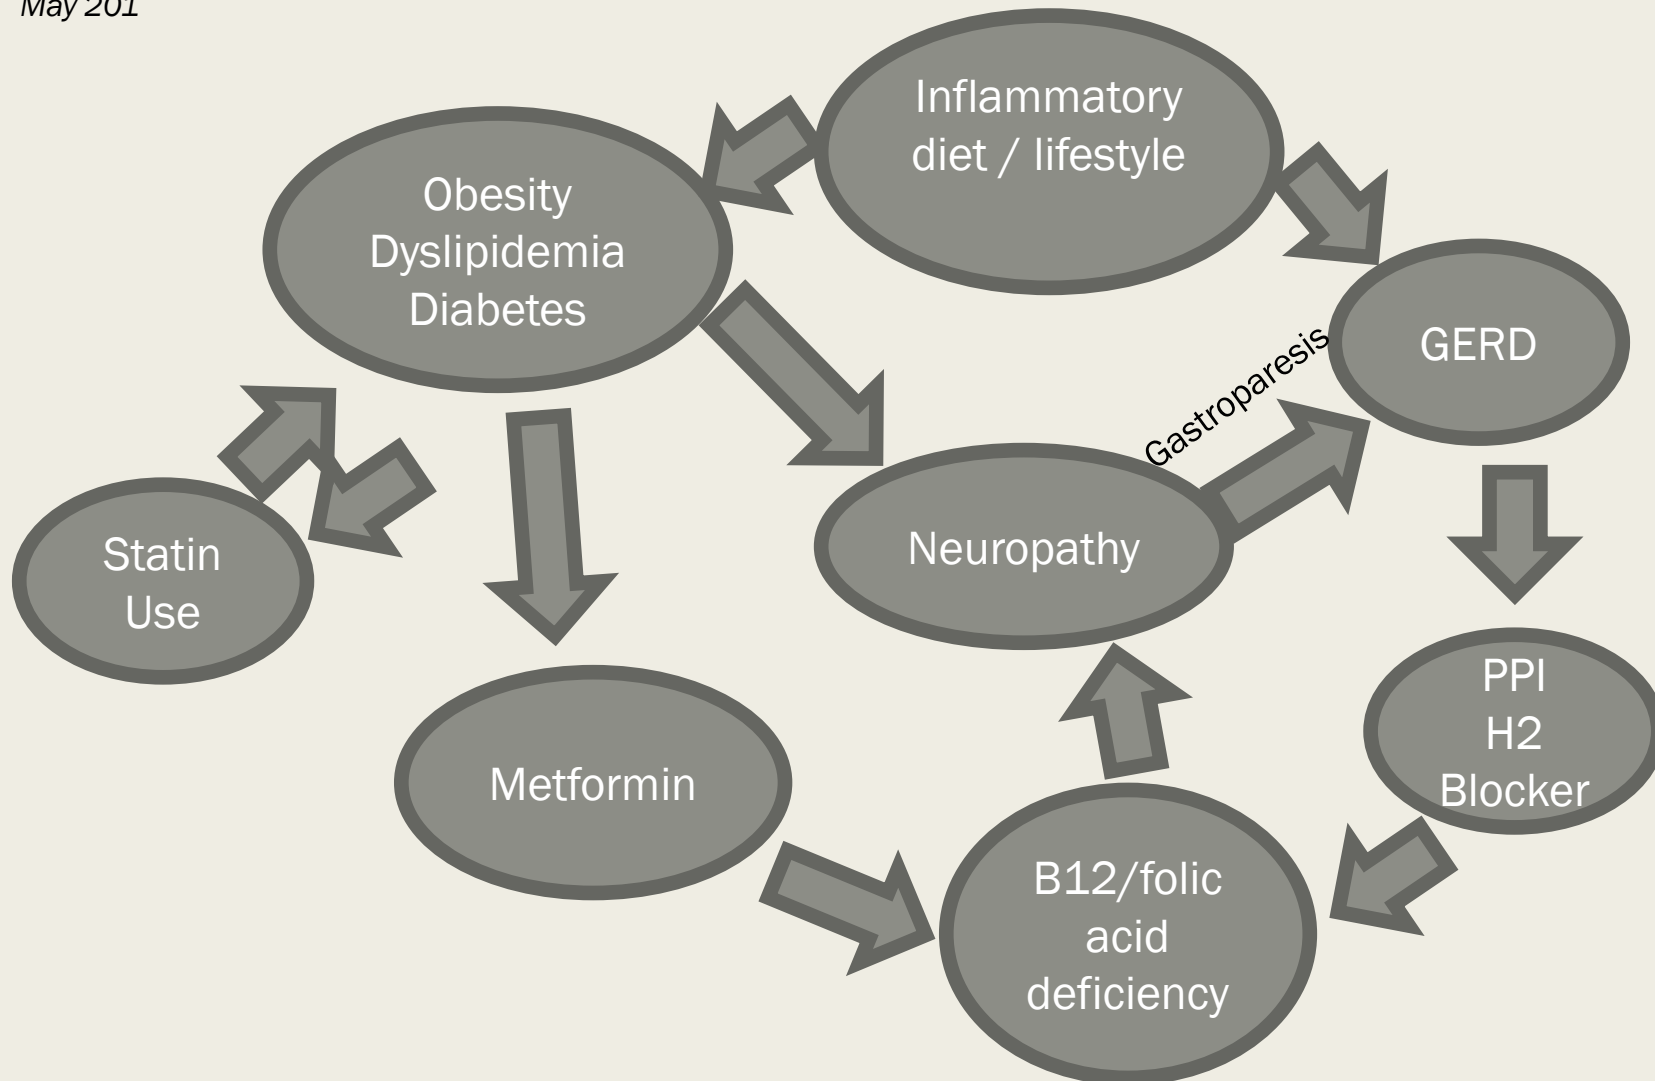 May 201
Inflammatory
diet / lifestyle
Obesity
Dyslipidemia
Diabetes
GERD
Gastroparesis
Neuropathy
Statin
Use
PPI
H2
Blocker
Metformin
B12/folic
acid
deficiency